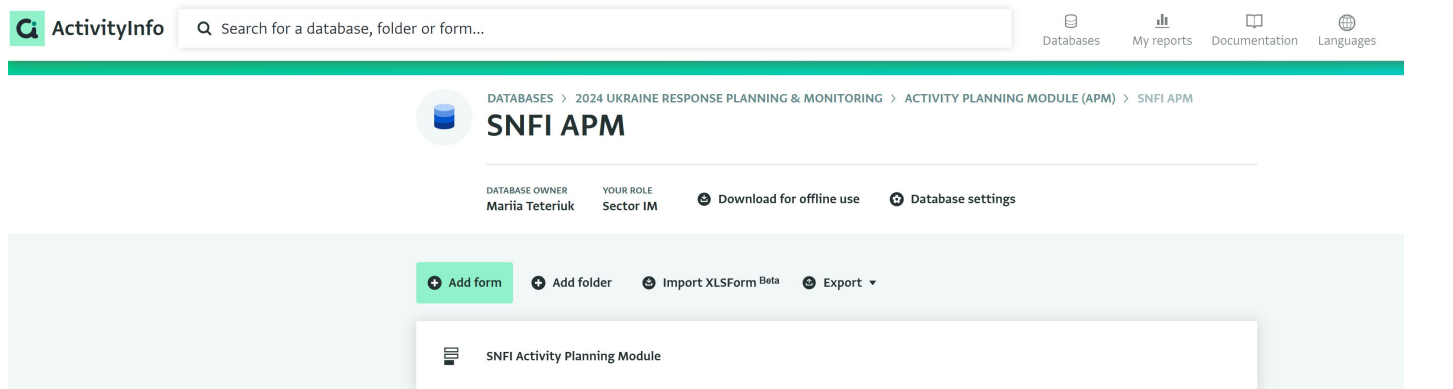 ActivityInfo
Search for a database, folder or form...
Databases
My reports
Documentation
Languages
DATABASES > 2024 UKRAINE RESPONSE PLANNING & MONITORING > ACTIVITY PLANNING MODULE (APM) > SNFI APM
SNFI APM
DATABASE OWNER
Mariia Teteriuk
YOUR ROLE
Sector IM
Download for offline use
Database settings
Add form
Add folder
Import XLSForm Beta
Export
SNFI Activity Planning Module